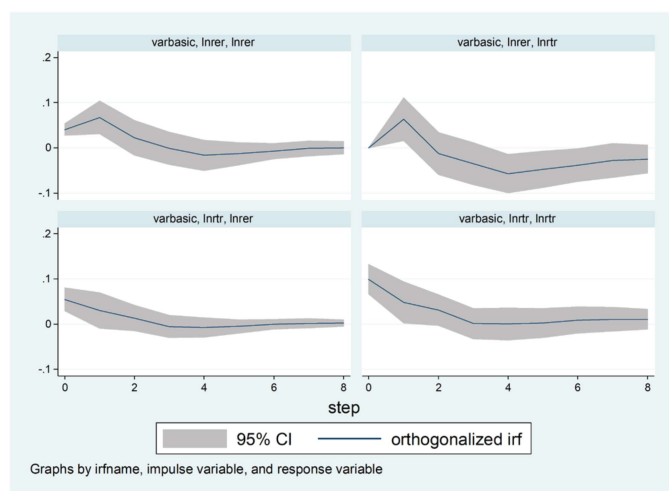 varbasic, lnrer, lnrer
varbasic, lnrer, lnrtr
.2
.1
0
-.1
varbasic, lnrtr, lnrer
varbasic, lnrtr, lnrtr
.2
.1
0
-.1
0 2 4 6 8 0 2 4 6 8
step
95% CI orthogonalized irf
Graphs by irfname, impulse variable, and response variable